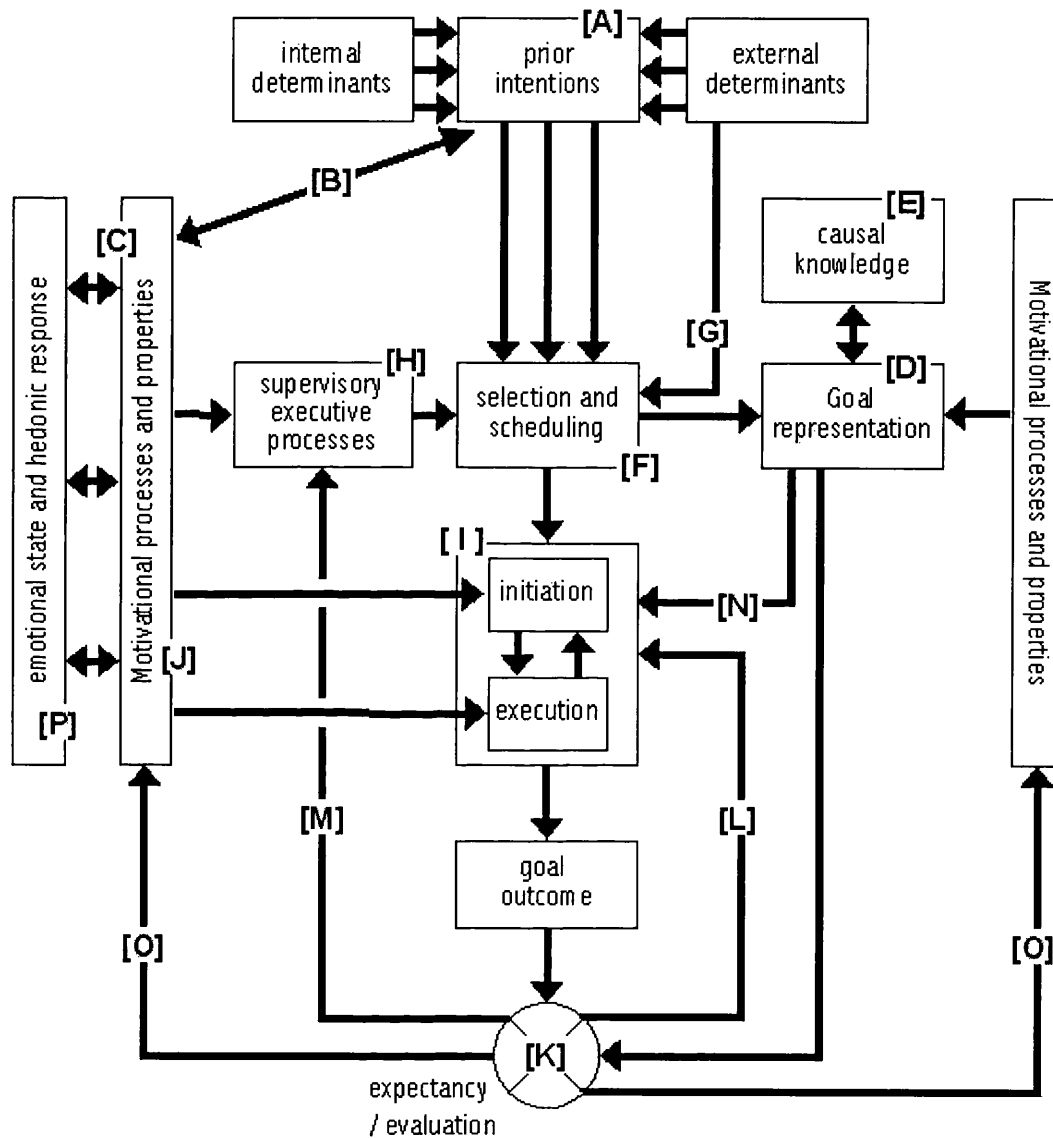 [A]
internal
determinants
prior
intentions
external
determinants
[B]
[C]
[E]
causal
knowledge
emotional state and hedonic response
Motivational processes and properties
Motivational processes and properties
[G]
[H]
supervisory
executive
processes
selection and
scheduling
[F]
[D]
Goal
representation
[I]
initiation
[N]
[J]
execution
[P]
[M]
[L]
goal
outcome
[O]
[O]
[K]
expectancy
/ evaluation